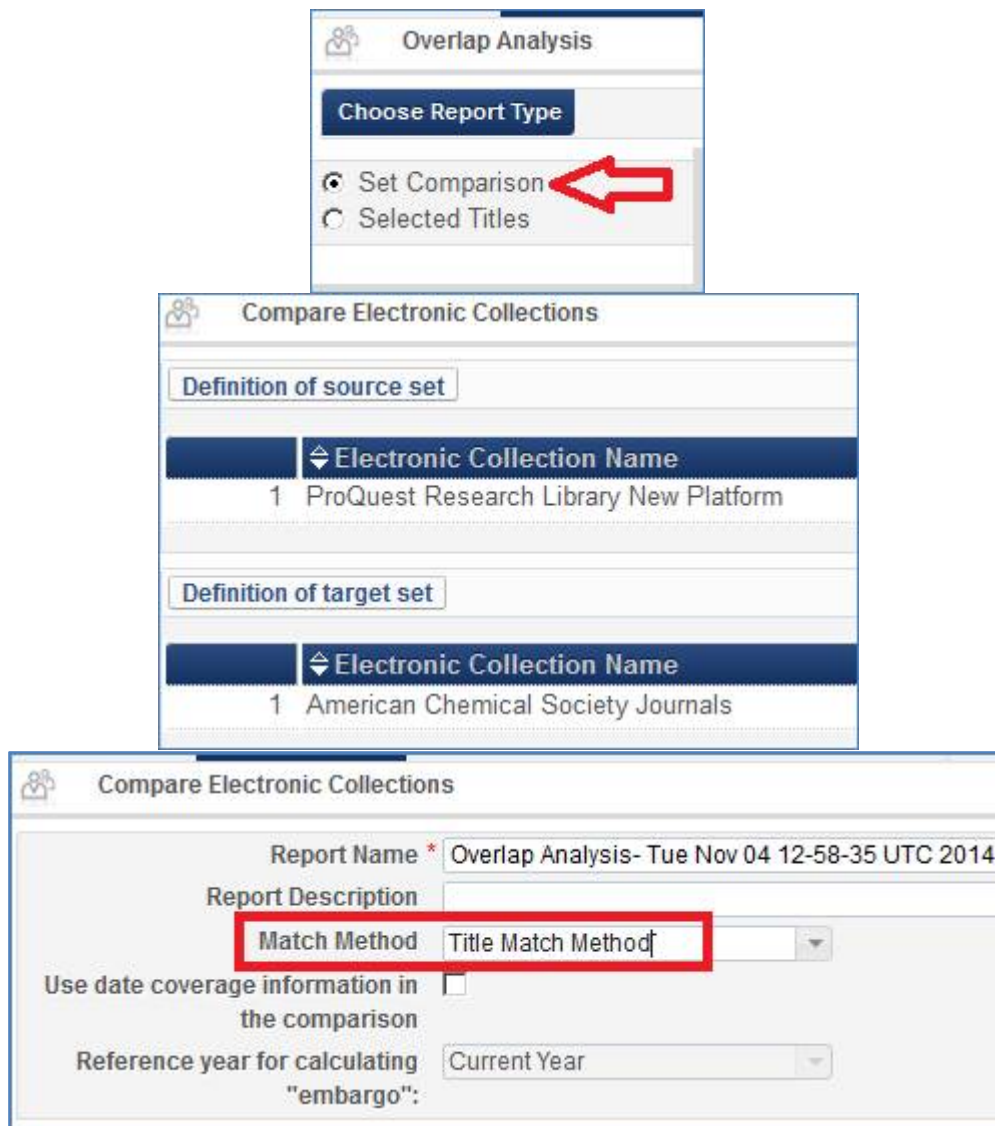 Overlap Analysis
Choose Report Type
Set Comparison
Selected Titles
Compare Electronic Collections
Definition of source set
Electronic Collection Name
1 ProQuest Research Library New Platform
Definition of target set
Electronic Collection Name
1 American Chemical Society Journals
Compare Electronic Collections
Report Name * Overlap Analysis- Tue Nov 04 12-58-35 UTC 2014
Report Description
Match Method Title Match Method
Use date coverage information in
the comparison
Reference year for calculating Current Year
"embargo":